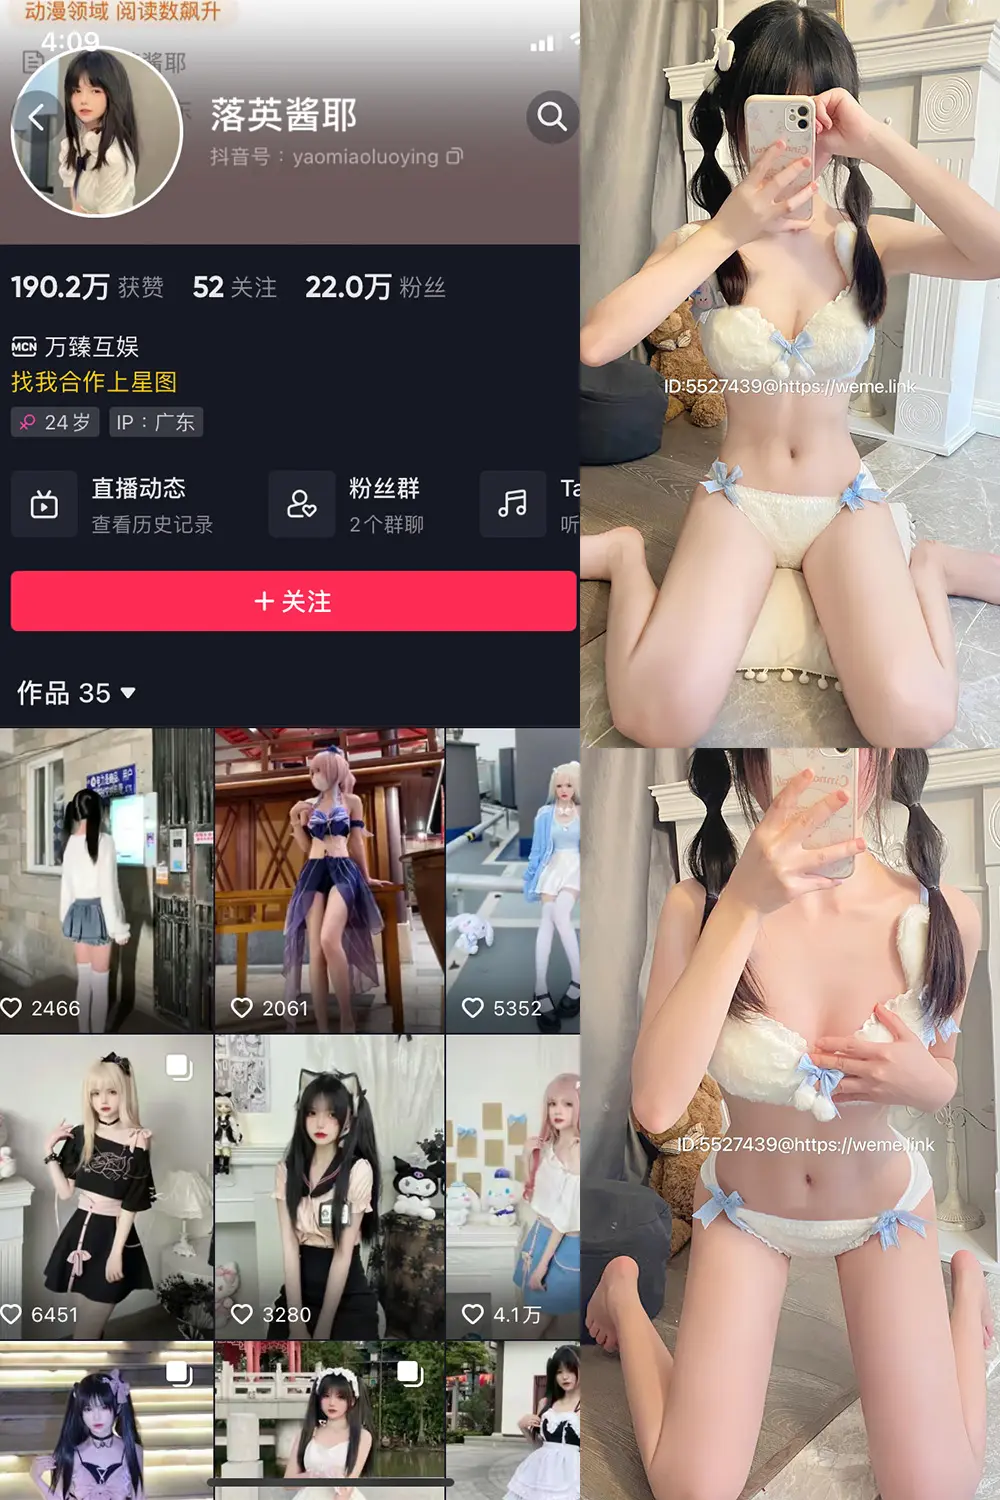 动漫领域 阅读数飙升
4:09
落英酱耶
抖音号：yaomiaoluoying
190.2万 获赞 52 关注 22.0万 粉丝
MCN 万臻互娱
找我合作上星图
24岁 IP：广东
直播动态
查看历史记录
粉丝群
2个群聊
Ta
听
+ 关注
作品 35
2466
2061
5352
6451
3280
4.1万
ID:5527439@https://weme.link
ID:5527439@https://weme.link